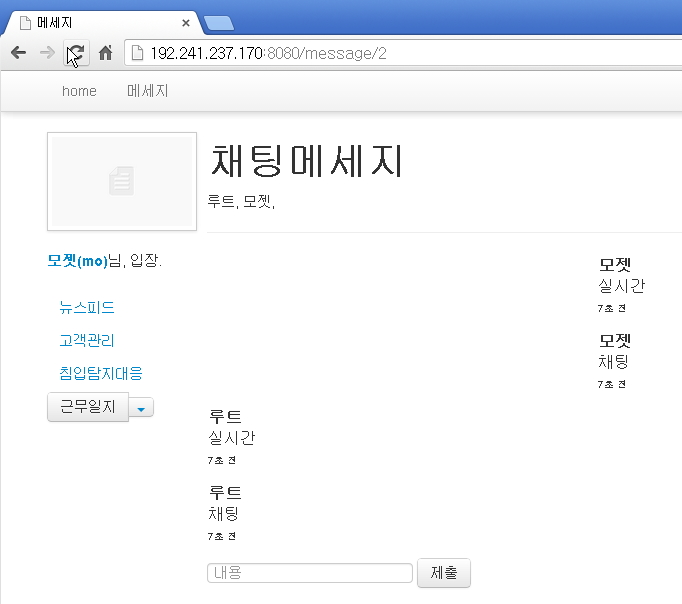 메세지
192.241.237.170:8080/message/2
home 메세지
채팅메세지
루트, 모젯,
모젯(mo)님, 입장.
뉴스피드
고객관리
침입탐지대응
근무일지
모젯
실시간
7초 전
모젯
채팅
7초 전
루트
실시간
7초 전
루트
채팅
7초 전
내용 제출